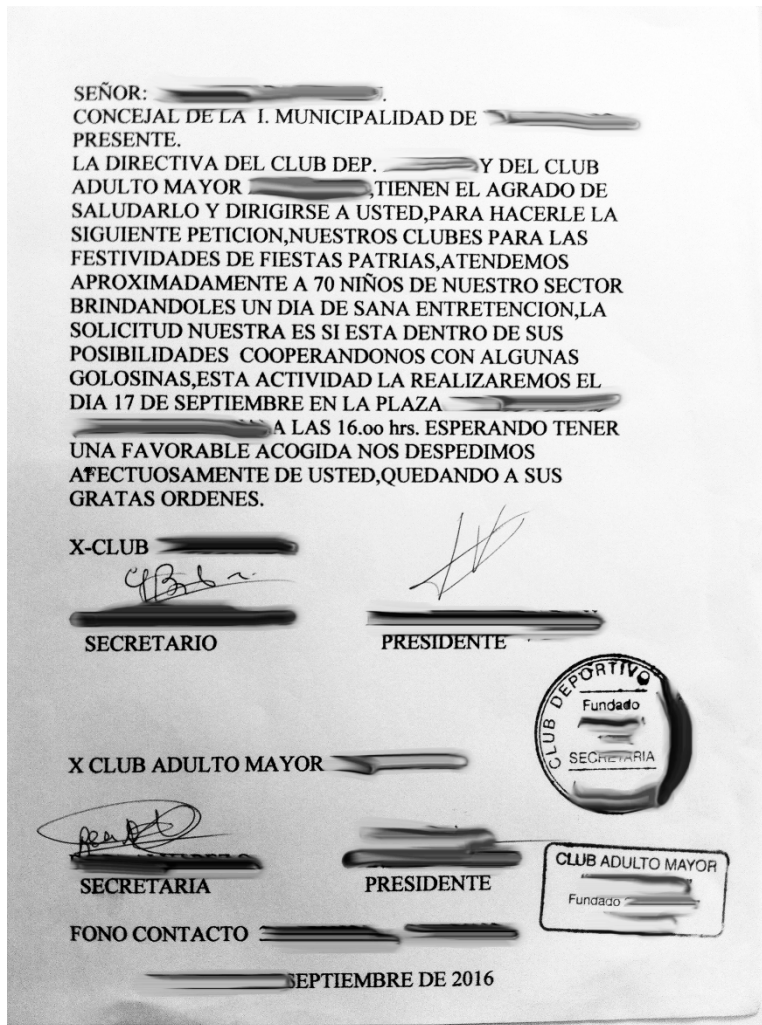 SEÑOR:
CONCEJAL DE LA I. MUNICIPALIDAD DE
PRESENTE.
LA DIRECTIVA DEL CLUB DEP. Y DEL CLUB
ADULTO MAYOR ,TIENEN EL AGRADO DE
SALUDARLO Y DIRIGIRSE A USTED,PARA HACERLE LA
SIGUIENTE PETICION,NUESTROS CLUBES PARA LAS
FESTIVIDADES DE FIESTAS PATRIAS,ATENDEMOS
APROXIMADAMENTE A 70 NIÑOS DE NUESTRO SECTOR
BRINDANDOLES UN DIA DE SANA ENTRETENCION,LA
SOLICITUD NUESTRA ES SI ESTA DENTRO DE SUS
POSIBILIDADES COOPERANDONOS CON ALGUNAS
GOLOSINAS,ESTA ACTIVIDAD LA REALIZAREMOS EL
DIA 17 DE SEPTIEMBRE EN LA PLAZA
A LAS 16.oo hrs. ESPERANDO TENER
UNA FAVORABLE ACOGIDA NOS DESPEDIMOS
AFECTUOSAMENTE DE USTED,QUEDANDO A SUS
GRATAS ORDENES.
X-CLUB
SECRETARIO PRESIDENTE
CLUB DEPORTIVO
Fundado
SECRETARIA
X CLUB ADULTO MAYOR
SECRETARIA PRESIDENTE
CLUB ADULTO MAYOR
Fundado
FONO CONTACTO
SEPTIEMBRE DE 2016